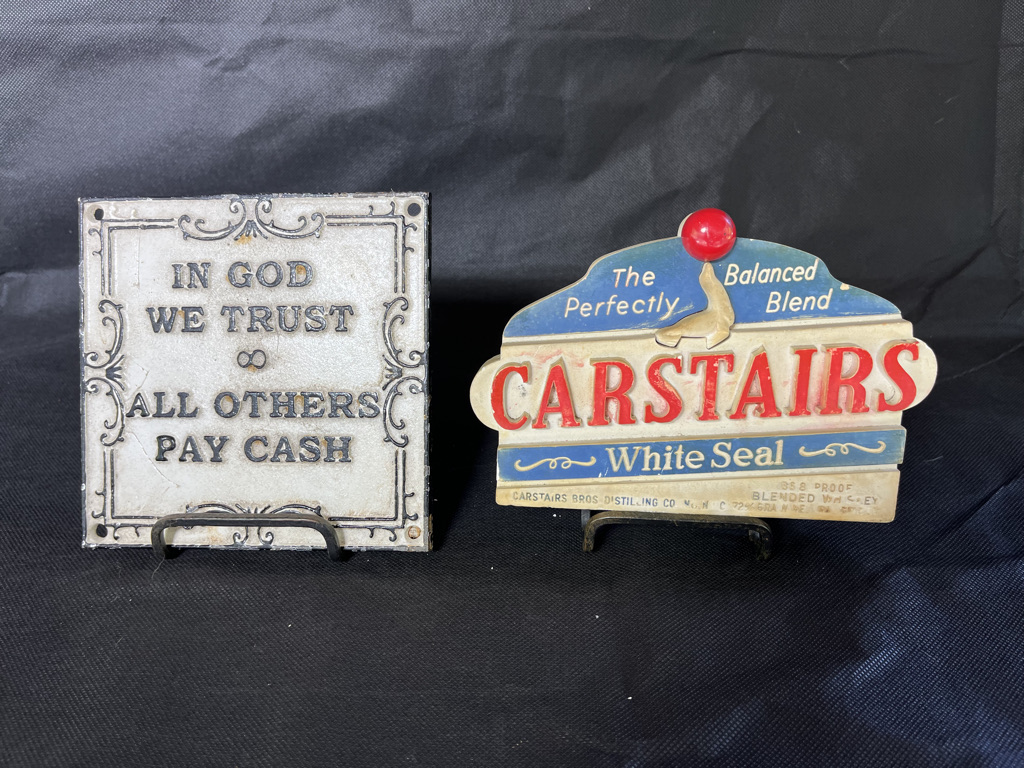 IN GOD
WE TRUST
∞
ALL OTHERS
PAY CASH
The Perfectly
Balanced Blend
CARSTAIRS
White Seal
PROOF
BLENDED WHISKEY
CARSTAIRS BROS. DISTILLING CO.